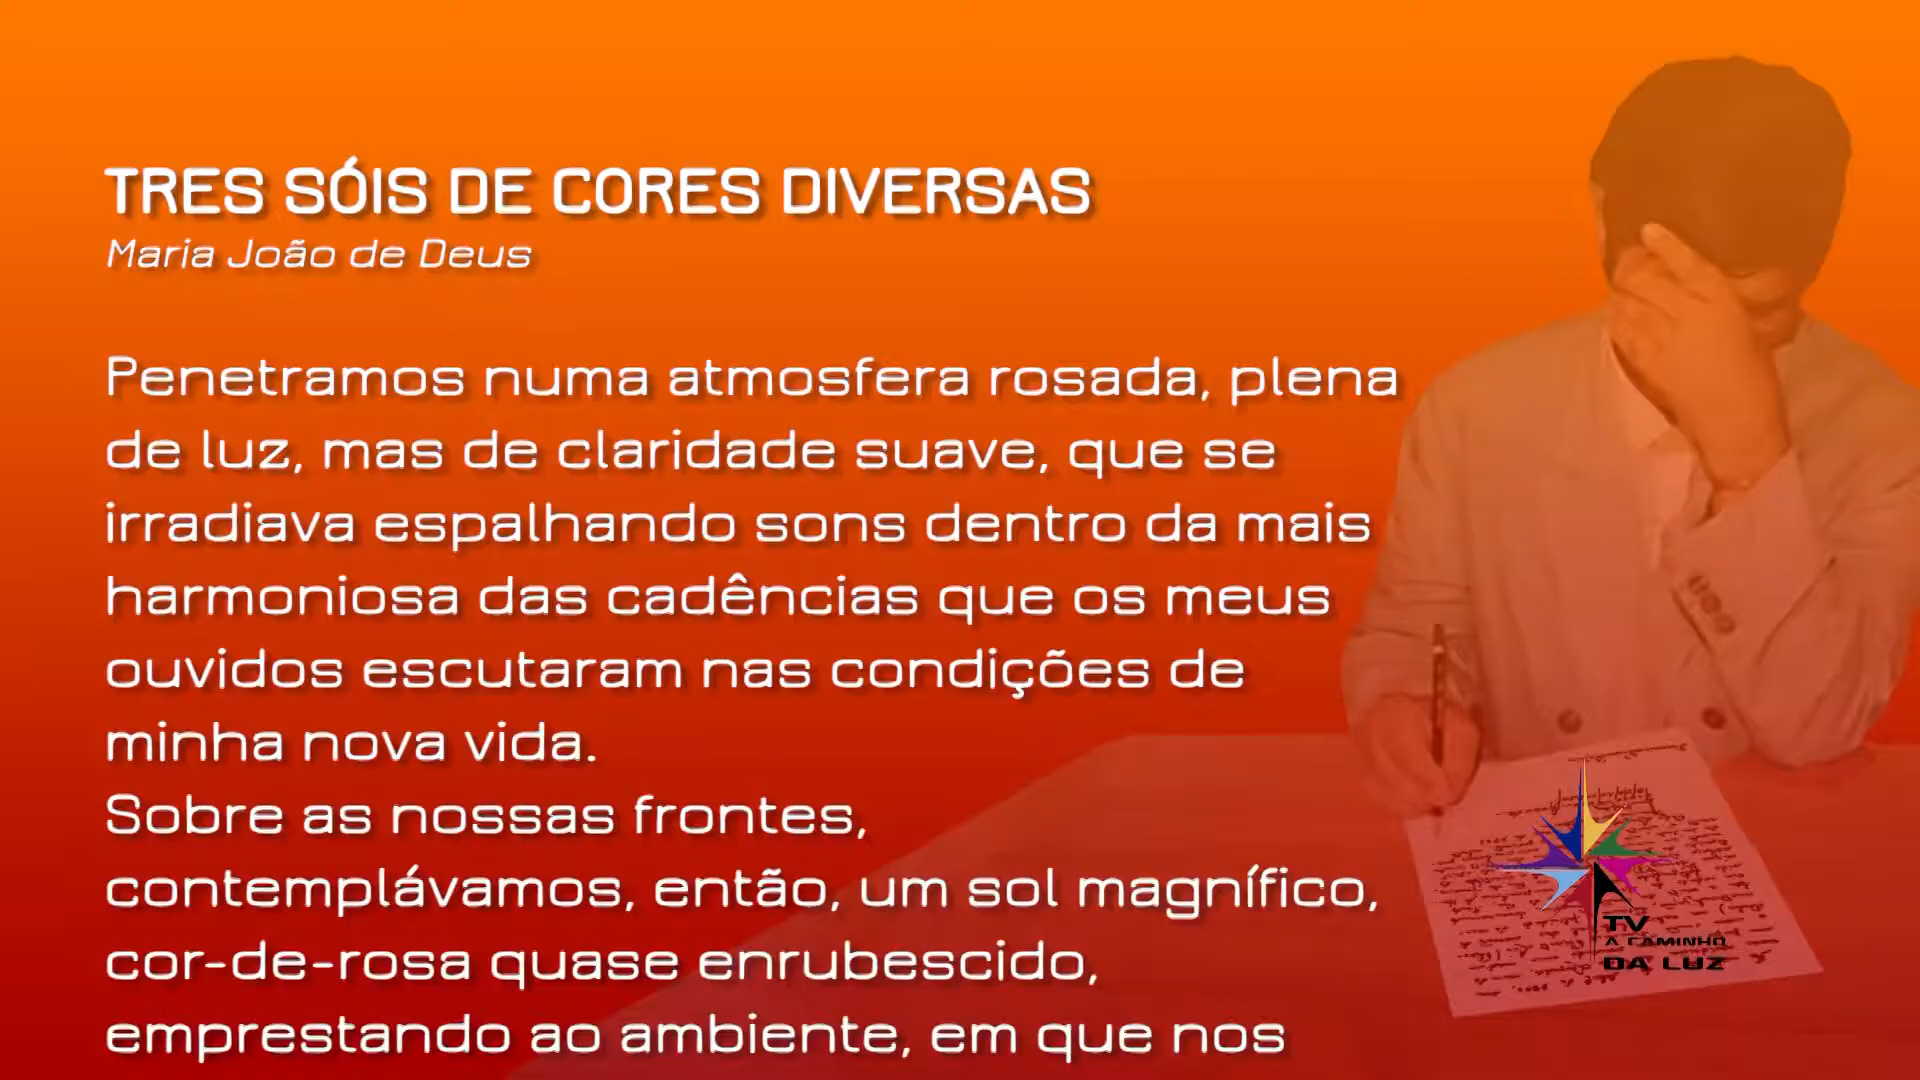 TRES SÓIS DE CORES DIVERSAS
Maria João de Deus
Penetramos numa atmosfera rosada, plena
de luz, mas de claridade suave, que se
irradiava espalhando sons dentro da mais
harmoniosa das cadências que os meus
ouvidos escutaram nas condições de
minha nova vida.
Sobre as nossas frontes,
contemplávamos, então, um sol magnífico,
cor-de-rosa quase enrubescido,
emprestando ao ambiente, em que nos
TV
A CAMINHO
DA LUZ